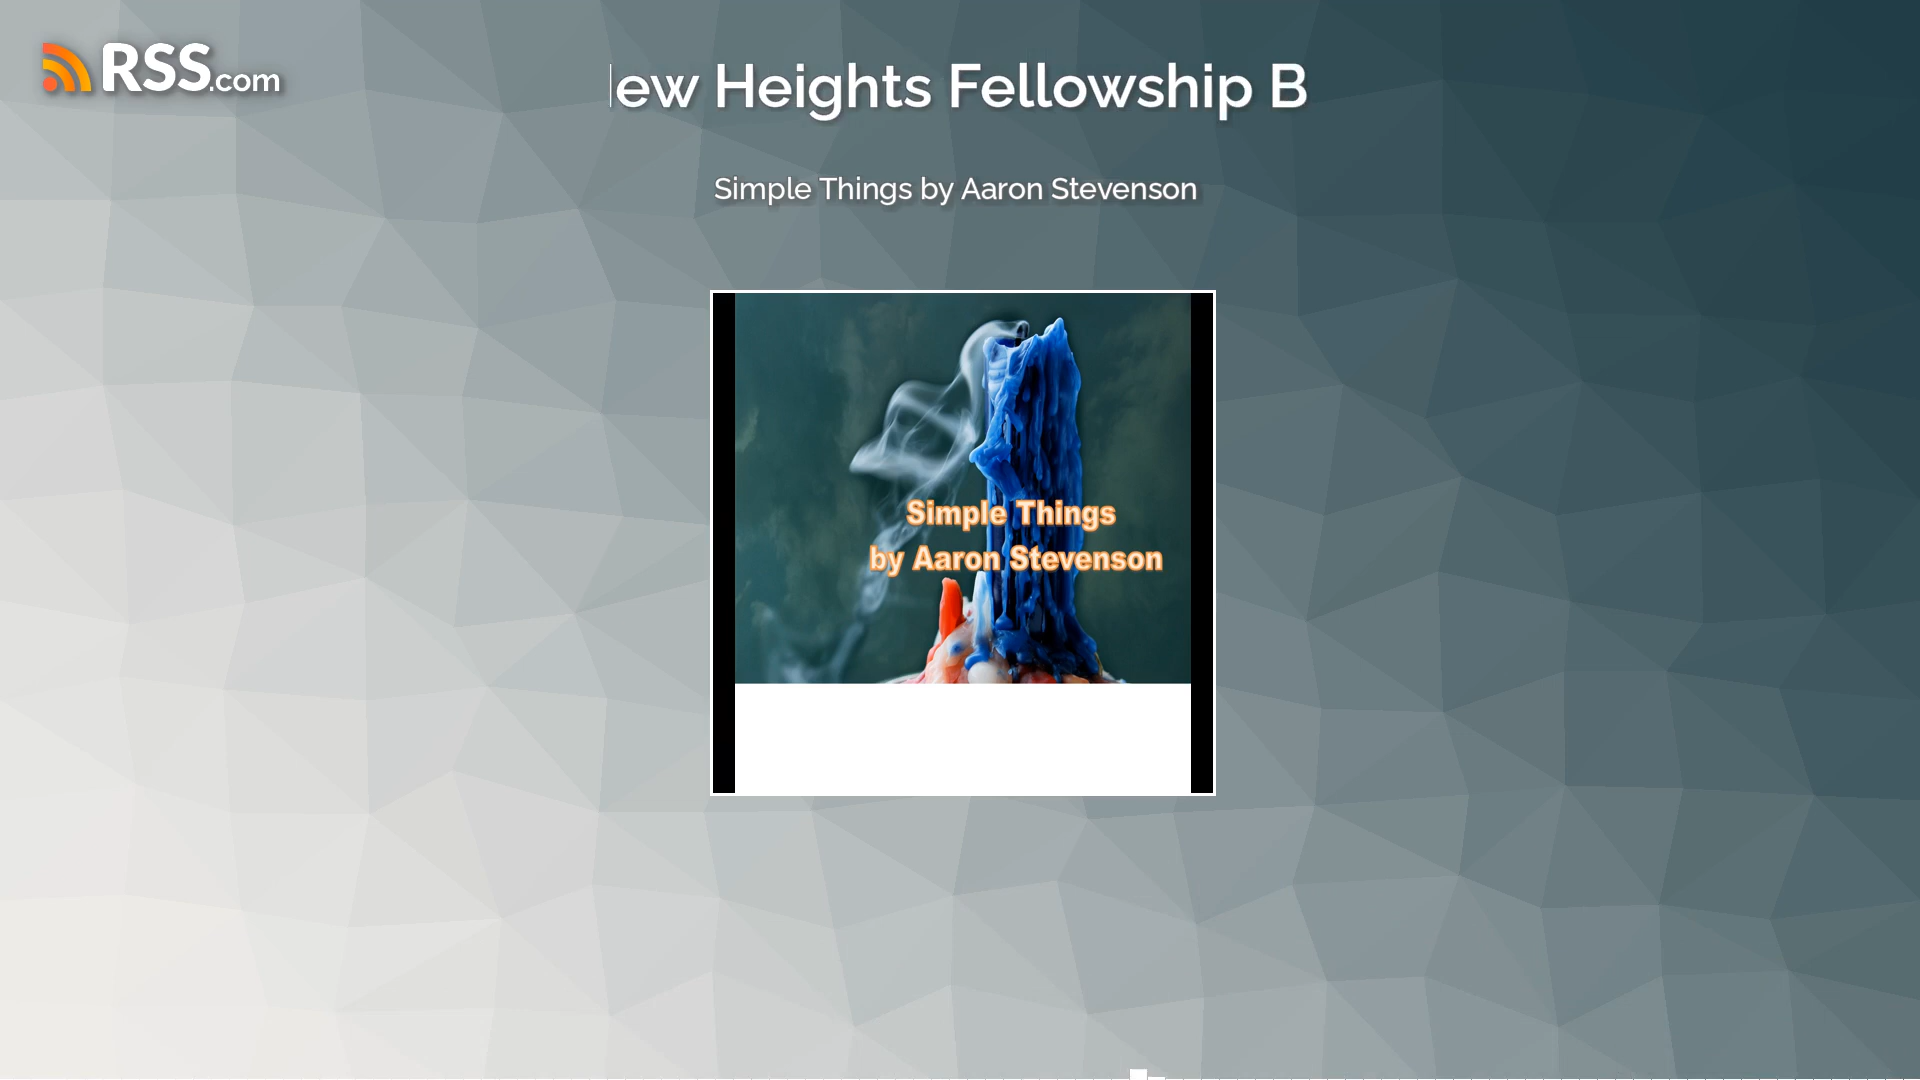 RSS.com
ew Heights Fellowship B
Simple Things by Aaron Stevenson
Simple Things
by Aaron Stevenson